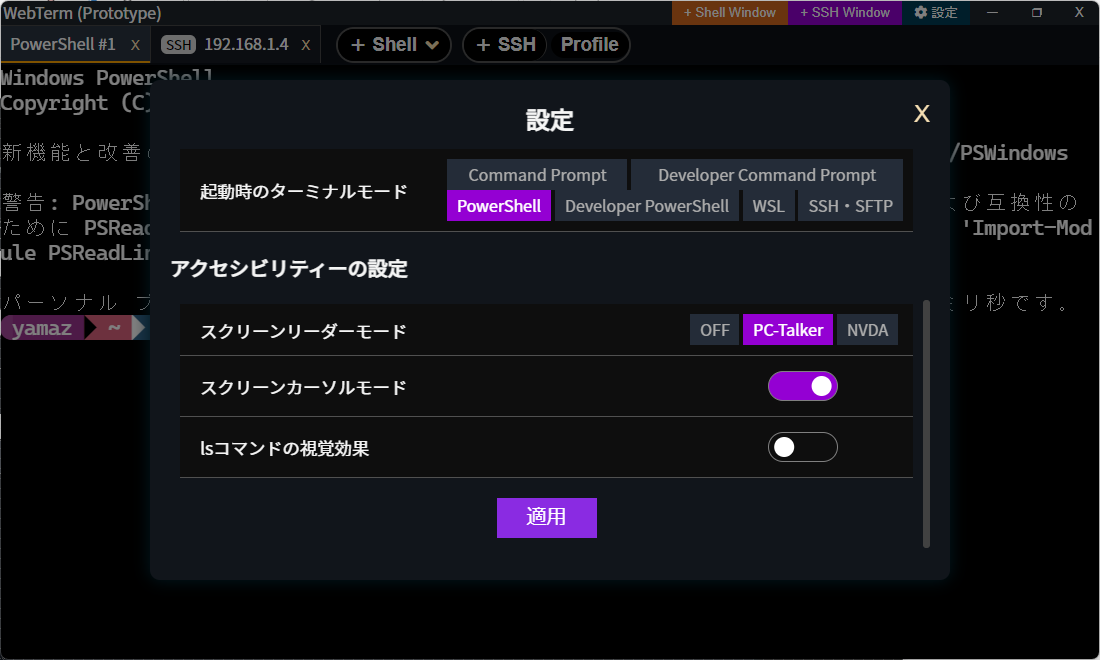 WebTerm (Prototype)
+ Shell Window
+ SSH Window
設定
X
PowerShell #1 X
SSH 192.168.1.4 X
+ Shell
+ SSH
Profile
Windows PowerShell
Copyright (C)
新機能と改善
/PSWindows
警告: PowerSh
び互換性の
ために PSRead
'Import-Mod
ule PSReadLin
パーソナル
リ秒です。
yamaz
~
設定
X
起動時のターミナルモード
Command Prompt
Developer Command Prompt
PowerShell
Developer PowerShell
WSL
SSH・SFTP
アクセシビリティーの設定
スクリーンリーダーモード
OFF
PC-Talker
NVDA
スクリーンカーソルモード
lsコマンドの視覚効果
適用